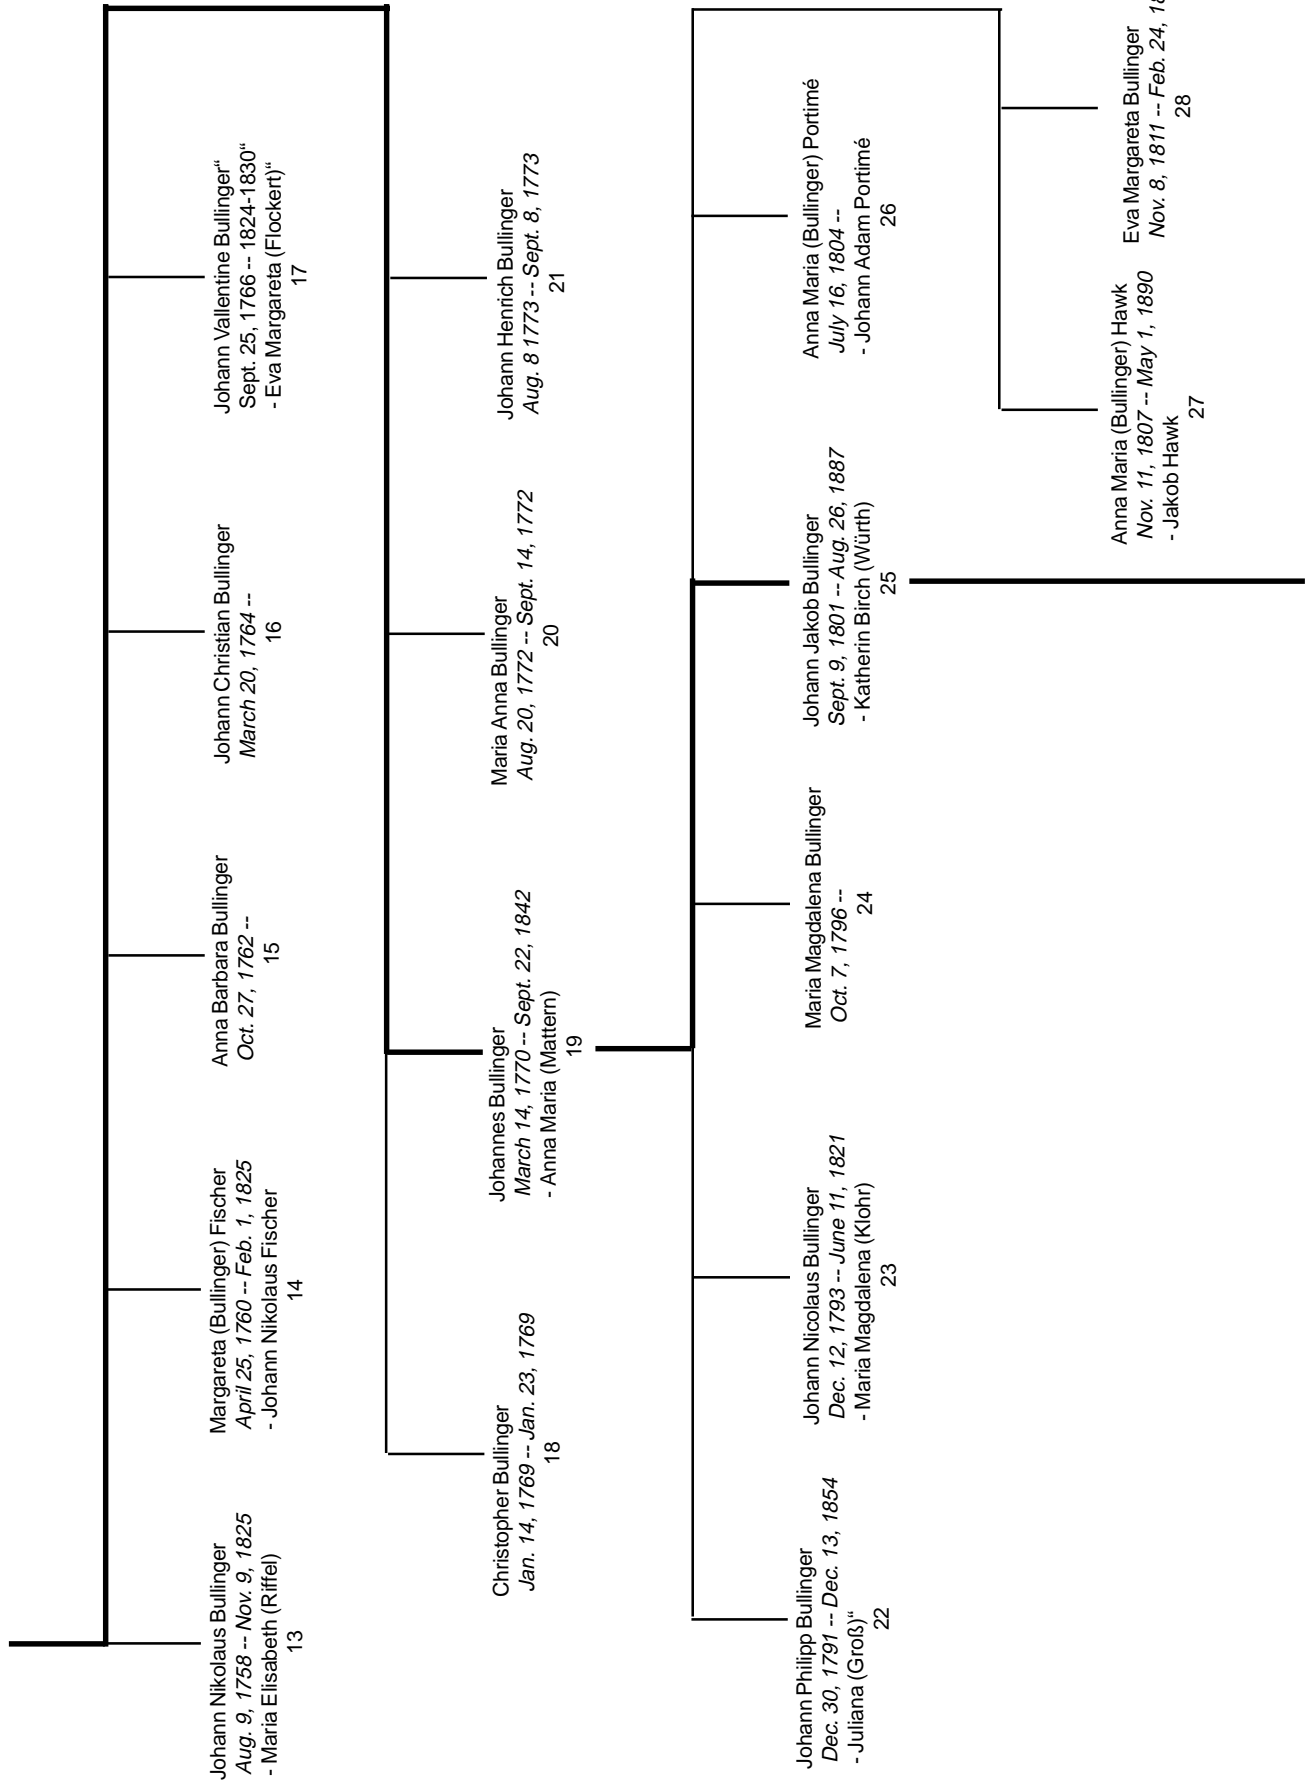 Johann Nikolaus Bullinger
Aug. 9, 1758 -- Nov. 9, 1825
- Maria Elisabeth (Riffel)
13
Margareta (Bullinger) Fischer
April 25, 1760 -- Feb. 1, 1825
- Johann Nikolaus Fischer
14
Anna Barbara Bullinger
Oct. 27, 1762 --
15
Johann Christian Bullinger
March 20, 1764 --
16
Johann Vallentine Bullinger“
Sept. 25, 1766 -- 1824-1830“
- Eva Margareta (Flockert)“
17
Christopher Bullinger
Jan. 14, 1769 -- Jan. 23, 1769
18
Johannes Bullinger
March 14, 1770 -- Sept. 22, 1842
- Anna Maria (Mattern)
19
Maria Anna Bullinger
Aug. 20, 1772 -- Sept. 14, 1772
20
Johann Henrich Bullinger
Aug. 8 1773 -- Sept. 8, 1773
21
Johann Philipp Bullinger
Dec. 30, 1791 -- Dec. 13, 1854
- Juliana (Groß)“
22
Johann Nicolaus Bullinger
Dec. 12, 1793 -- June 11, 1821
- Maria Magdalena (Klohr)
23
Maria Magdalena Bullinger
Oct. 7, 1796 --
24
Johann Jakob Bullinger
Sept. 9, 1801 -- Aug. 26, 1887
- Katherin Birch (Würth)
25
Anna Maria (Bullinger) Portimé
July 16, 1804 --
- Johann Adam Portimé
26
Anna Maria (Bullinger) Hawk
Nov. 11, 1807 -- May 1, 1890
- Jakob Hawk
27
Eva Margareta Bullinger
Nov. 8, 1811 -- Feb. 24,
28